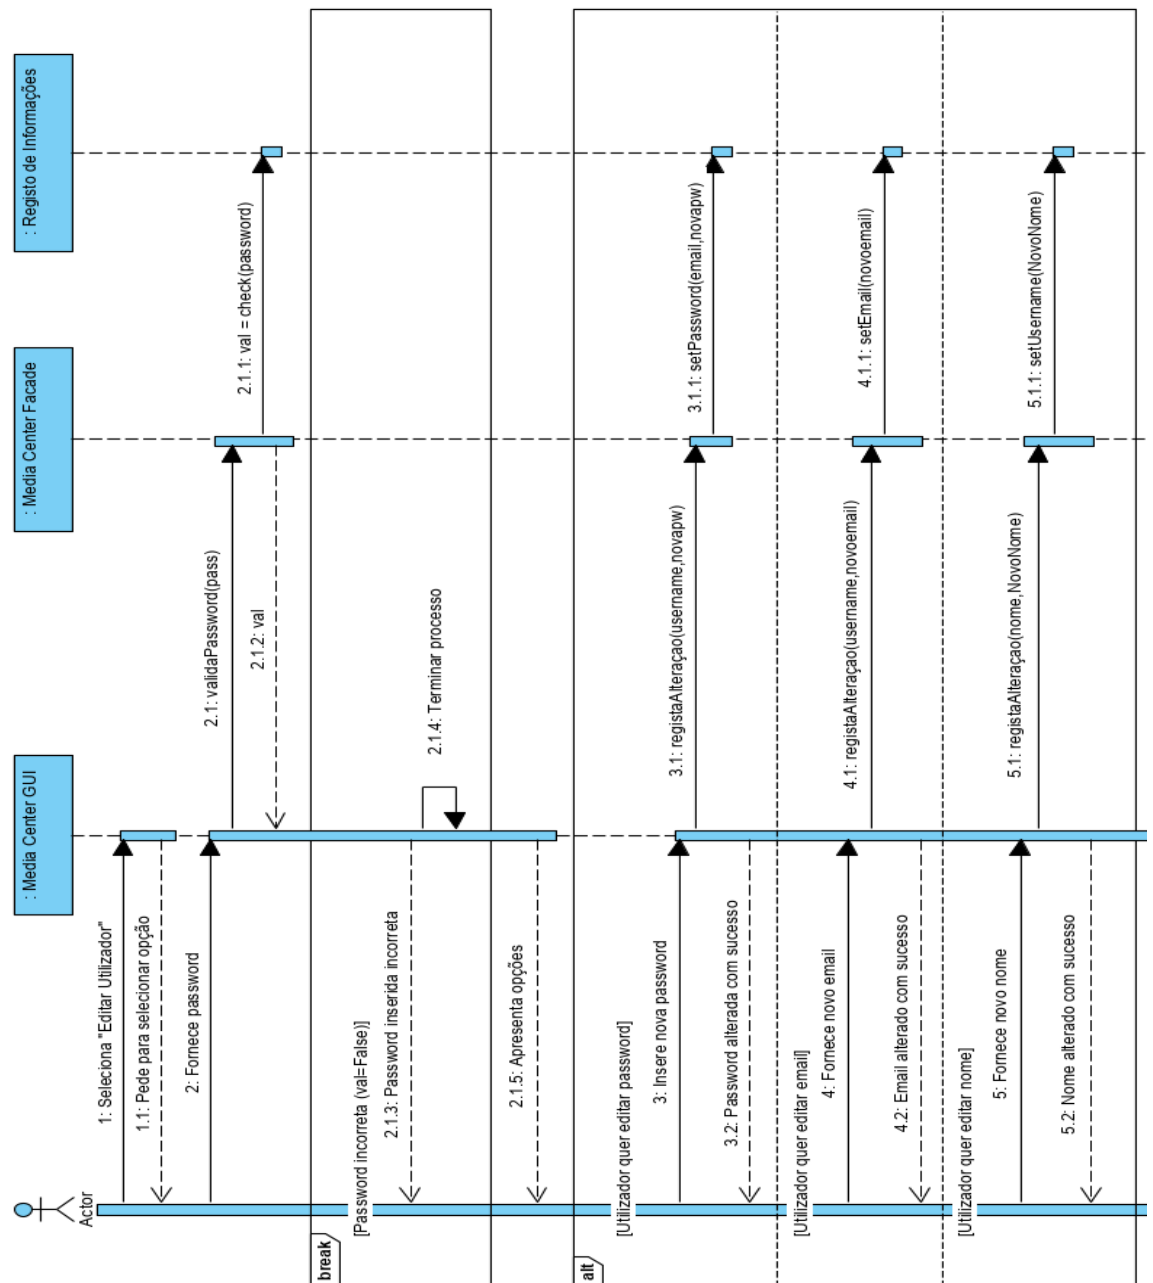 Actor
: Media Center GUI
: Media Center Facade
: Registo de Informações
1: Seleciona "Editar Utilizador"
1.1: Pede para selecionar opção
2: Fornece password
2.1: validaPassword(pass)
2.1.1: val = check(password)
2.1.2: val
break
[Password incorreta (val=False)]
2.1.3: Password inserida incorreta
2.1.4: Terminar processo
2.1.5: Apresenta opções
alt
[Utilizador quer editar password]
3: Insere nova password
3.1: registaAlteraçao(username,novapw)
3.1.1: setPassword(email,novapw)
3.2: Password alterada com sucesso
[Utilizador quer editar email]
4: Fornece novo email
4.1: registaAlteraçao(username,novoemail)
4.1.1: setEmail(novoemail)
4.2: Email alterado com sucesso
[Utilizador quer editar nome]
5: Fornece novo nome
5.1: registaAlteraçao(nome,NovoNome)
5.1.1: setUsername(NovoNome)
5.2: Nome alterado com sucesso